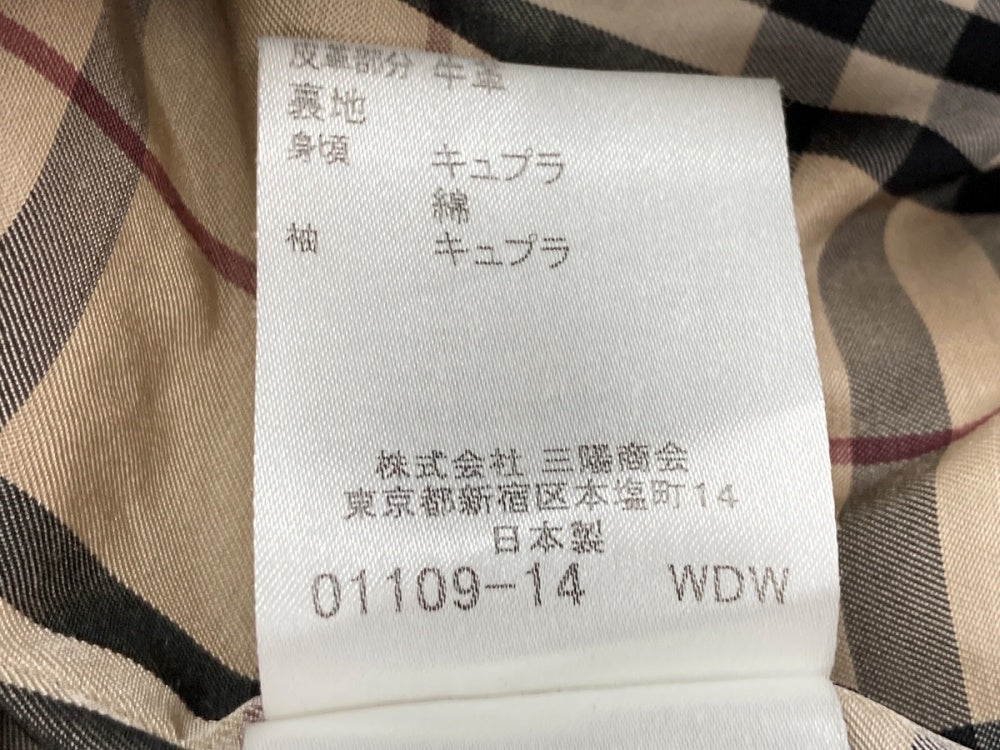 皮革部分 牛革
裏地
身頃 キュプラ
綿
袖 キュプラ
株式会社 三陽商会
東京都新宿区本塩町14
日本製
01109-14 WDW